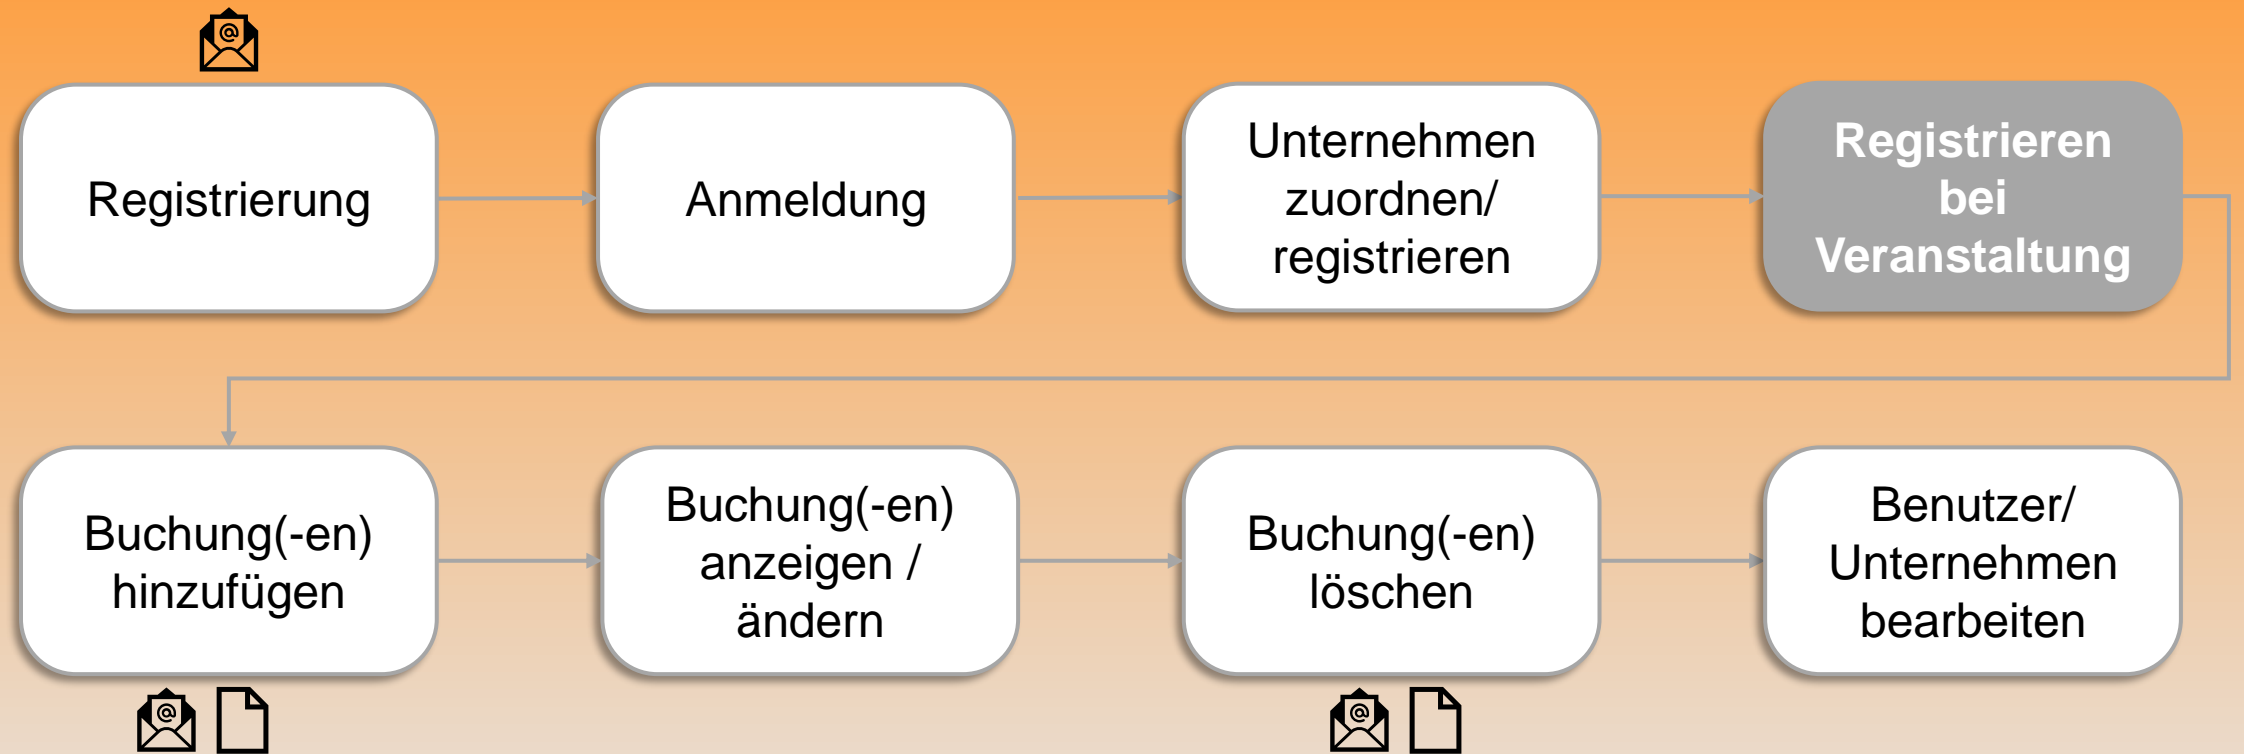 @
Registrierung
Anmeldung
Unternehmen
zuordnen/
registrieren
Registrieren
bei
Veranstaltung
Buchung(-en)
hinzufügen
Buchung(-en)
anzeigen /
ändern
Buchung(-en)
löschen
Benutzer/
Unternehmen
bearbeiten
@
@